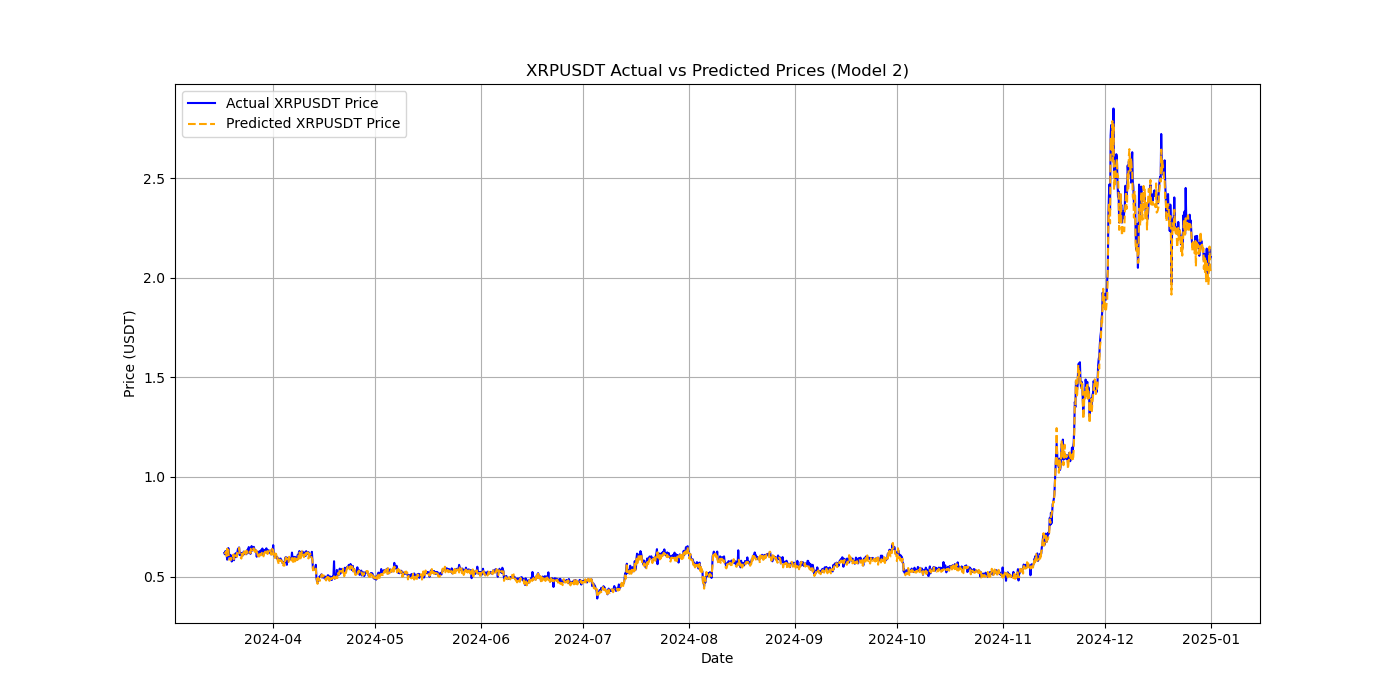 XRPUSDT Actual vs Predicted Prices (Model 2)
Actual XRPUSDT Price
Predicted XRPUSDT Price
Price (USDT)
2.5
2.0
1.5
1.0
0.5
2024-04 2024-05 2024-06 2024-07 2024-08 2024-09 2024-10 2024-11 2024-12 2025-01
Date